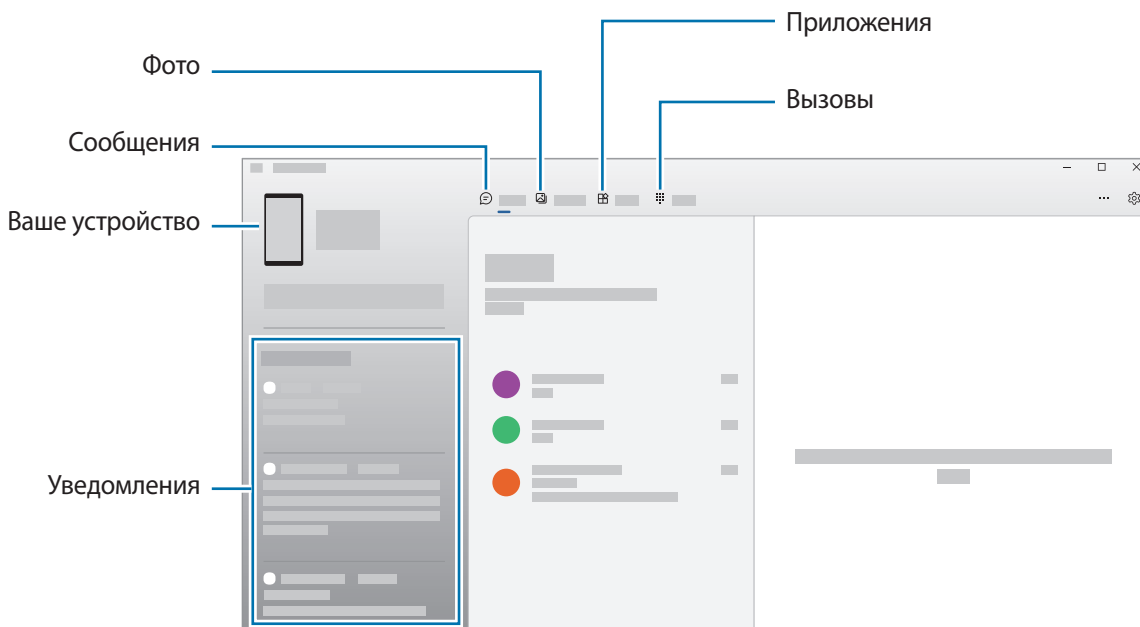 Приложения
Фото
Вызовы
Сообщения
Ваше устройство
Уведомления